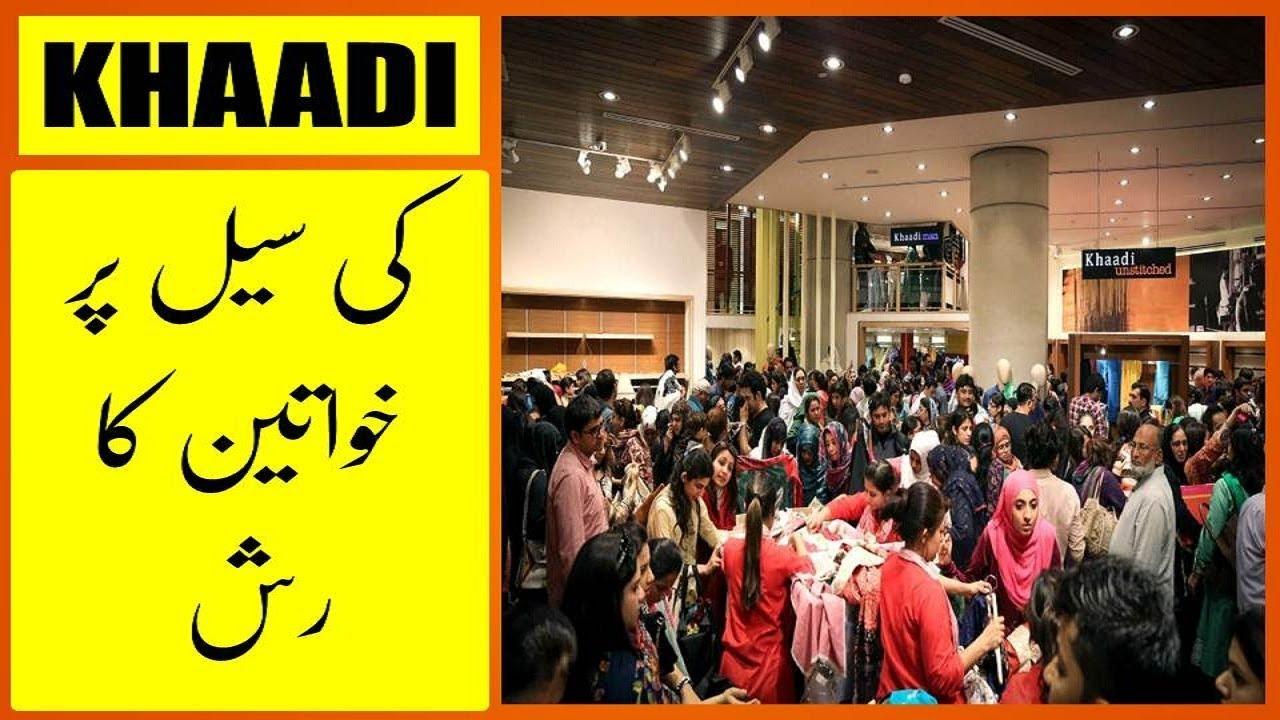 KHAADI
کی سیل پر
خواتین کا
رش
Khaadi man
Khaadi
unstitched